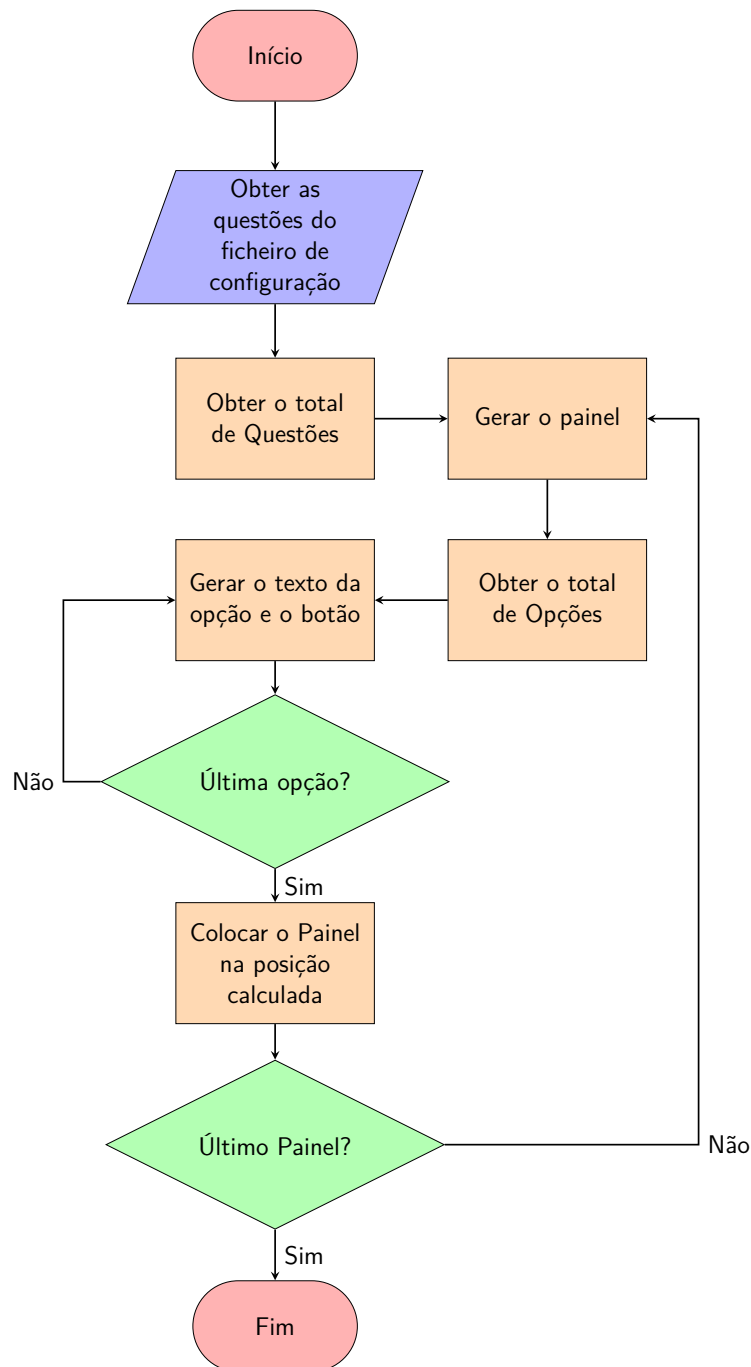 Início
Obter as
questões do
ficheiro de
configuração
Obter o total
de Questões
Gerar o painel
Gerar o texto da
opção e o botão
Obter o total
de Opções
Última opção?
Não
Sim
Colocar o Painel
na posição
calculada
Último Painel?
Não
Sim
Fim